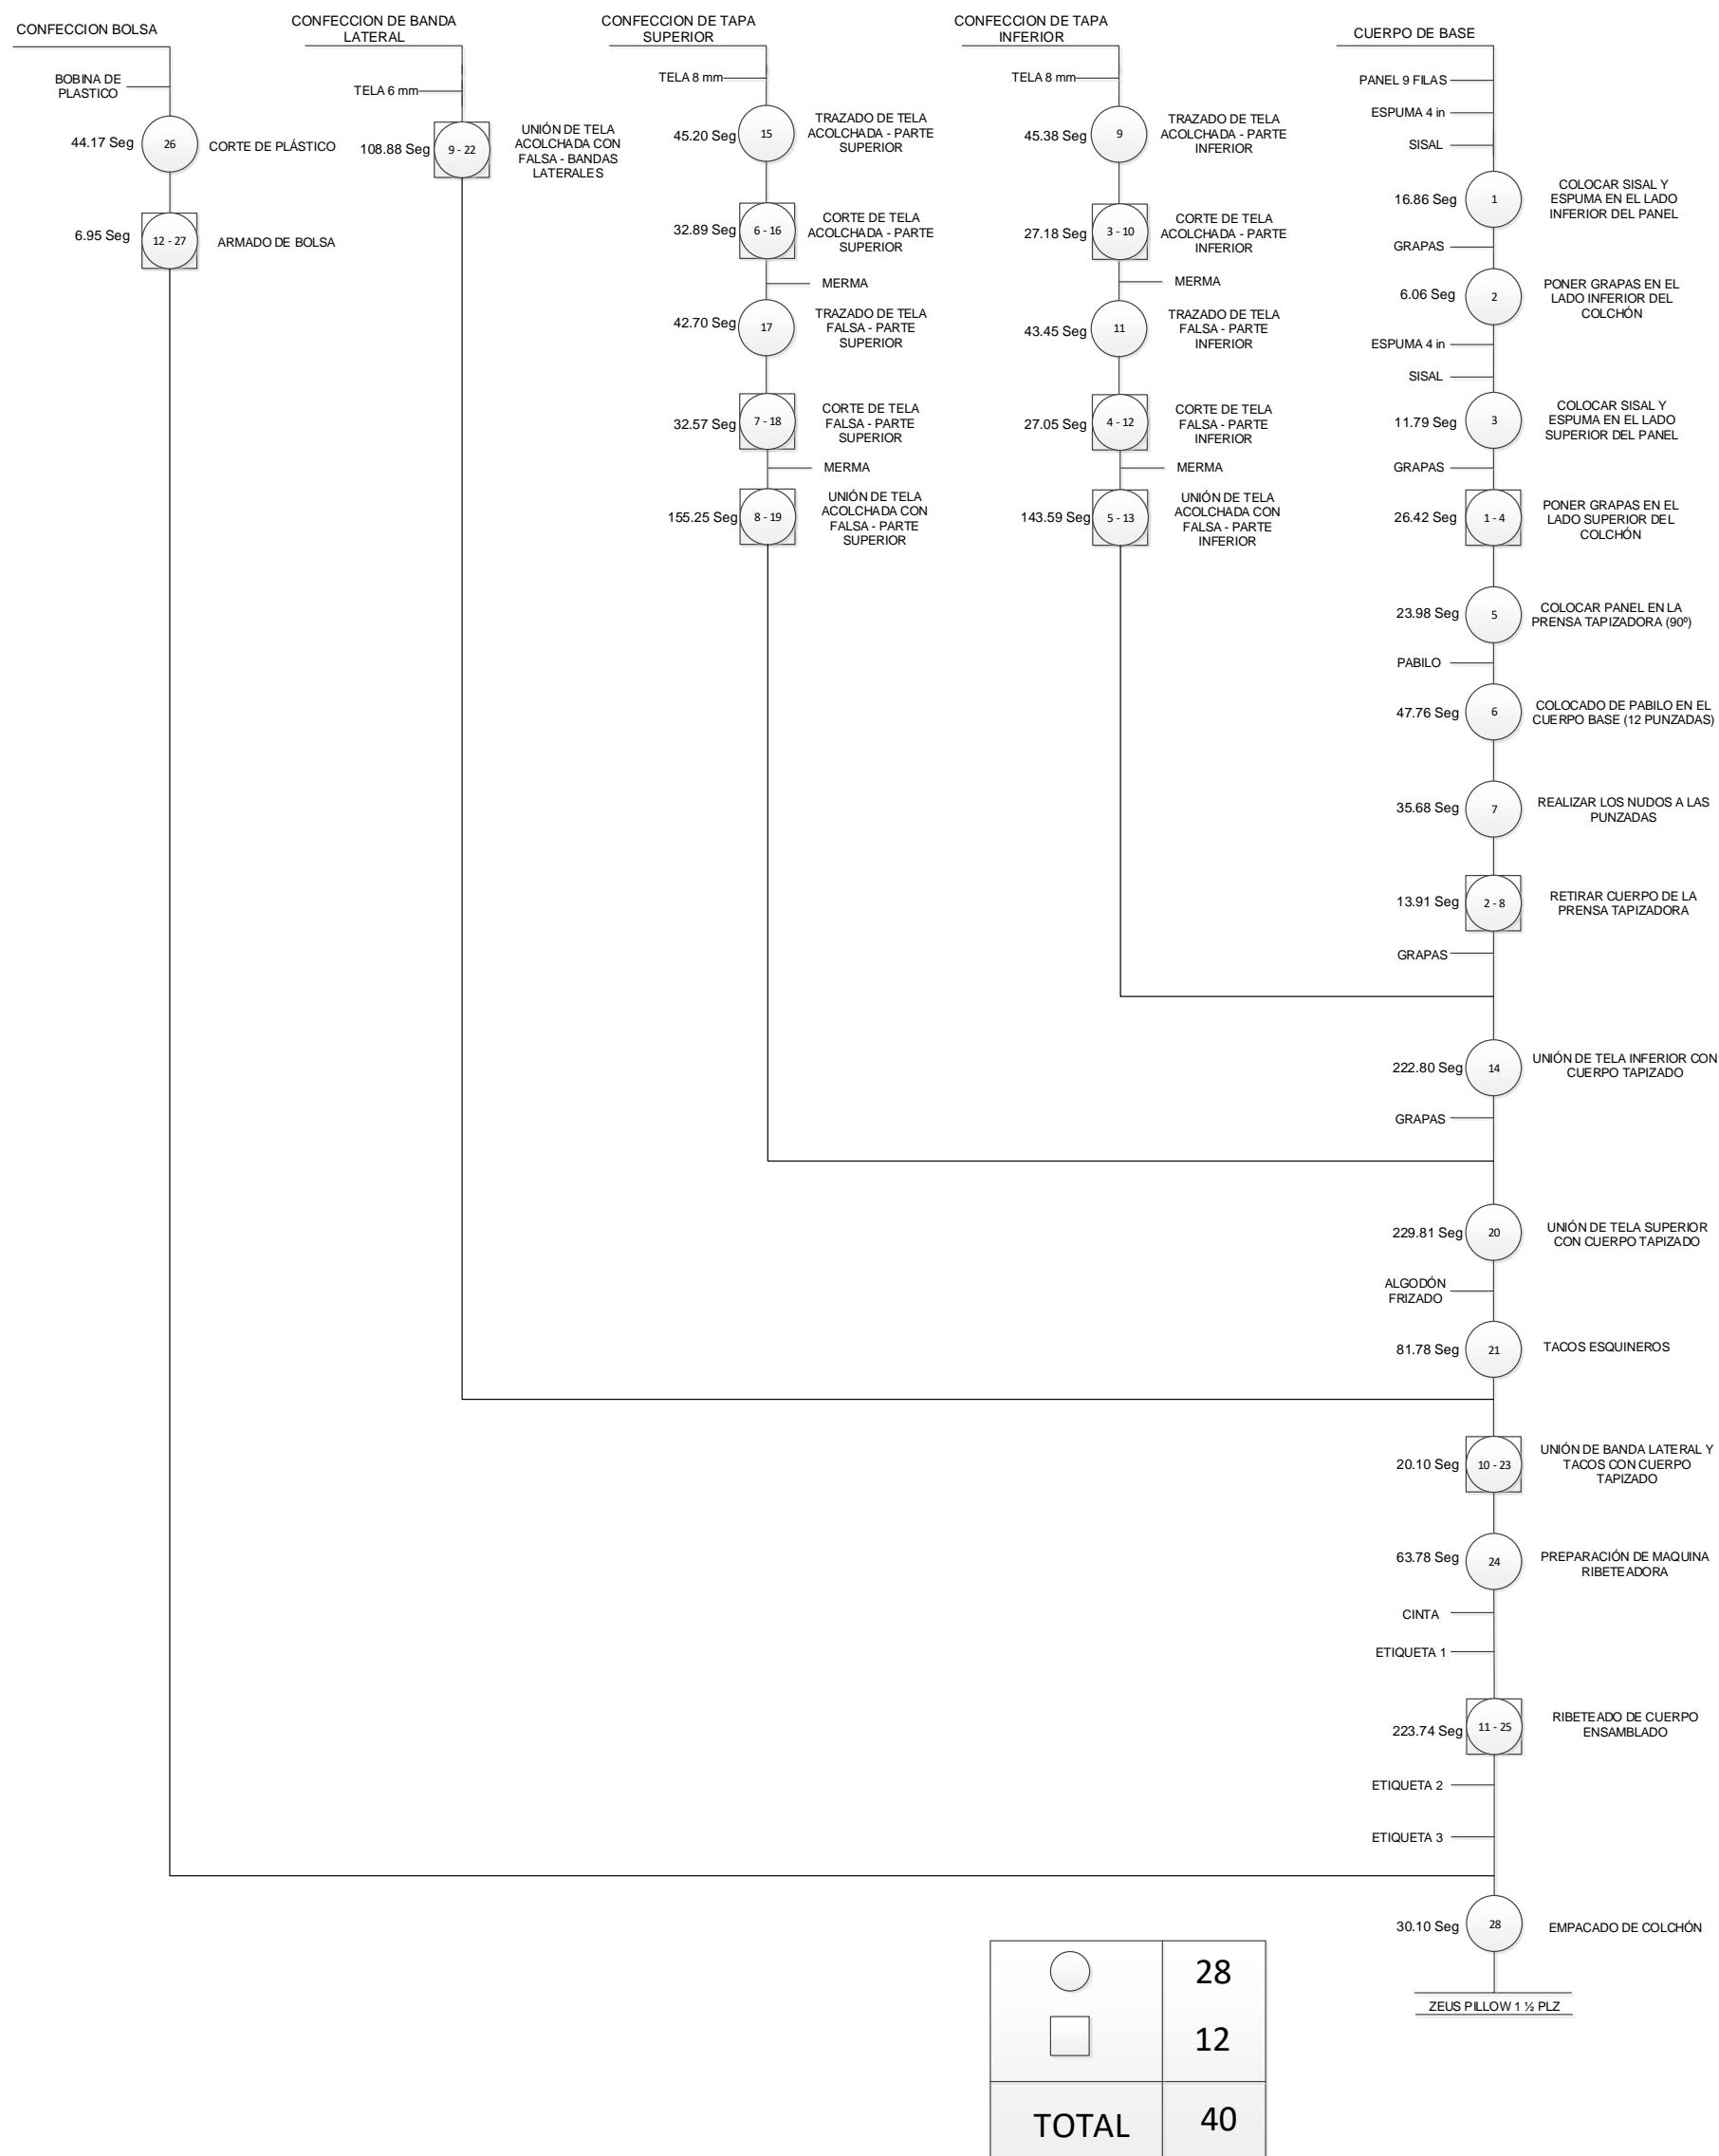 CONFECCION BOLSA
BOBINA DE
PLASTICO
44.17 Seg
26
CORTE DE PLÁSTICO
6.95 Seg
12 - 27
ARMADO DE BOLSA
CONFECCION DE BANDA
LATERAL
TELA 6 mm
108.88 Seg
9 - 22
UNIÓN DE TELA
ACOLCHADA CON
FALSA - BANDAS
LATERALES
CONFECCION DE TAPA
SUPERIOR
TELA 8 mm
45.20 Seg
15
TRAZADO DE TELA
ACOLCHADA - PARTE
SUPERIOR
32.89 Seg
6 - 16
CORTE DE TELA
ACOLCHADA - PARTE
SUPERIOR
MERMA
42.70 Seg
17
TRAZADO DE TELA
FALSA - PARTE
SUPERIOR
32.57 Seg
7 - 18
CORTE DE TELA
FALSA - PARTE
SUPERIOR
MERMA
155.25 Seg
8 - 19
UNIÓN DE TELA
ACOLCHADA CON
FALSA - PARTE
SUPERIOR
CONFECCION DE TAPA
INFERIOR
TELA 8 mm
45.38 Seg
9
TRAZADO DE TELA
ACOLCHADA - PARTE
INFERIOR
27.18 Seg
3 - 10
CORTE DE TELA
ACOLCHADA - PARTE
INFERIOR
MERMA
43.45 Seg
11
TRAZADO DE TELA
FALSA - PARTE
INFERIOR
27.05 Seg
4 - 12
CORTE DE TELA
FALSA - PARTE
INFERIOR
MERMA
143.59 Seg
5 - 13
UNIÓN DE TELA
ACOLCHADA CON
FALSA - PARTE
INFERIOR
CUERPO DE BASE
PANEL 9 FILAS
ESPUMA 4 in
SISAL
16.86 Seg
1
COLOCAR SISAL Y
ESPUMA EN EL LADO
INFERIOR DEL PANEL
GRAPAS
6.06 Seg
2
PONER GRAPAS EN EL
LADO INFERIOR DEL
COLCHÓN
ESPUMA 4 in
SISAL
11.79 Seg
3
COLOCAR SISAL Y
ESPUMA EN EL LADO
SUPERIOR DEL PANEL
GRAPAS
26.42 Seg
1 - 4
PONER GRAPAS EN EL
LADO SUPERIOR DEL
COLCHÓN
23.98 Seg
5
COLOCAR PANEL EN LA
PRENSA TAPIZADORA (90º)
PABILO
47.76 Seg
6
COLOCADO DE PABILO EN EL
CUERPO BASE (12 PUNZADAS)
35.68 Seg
7
REALIZAR LOS NUDOS A LAS
PUNZADAS
13.91 Seg
2 - 8
RETIRAR CUERPO DE LA
PRENSA TAPIZADORA
GRAPAS
222.80 Seg
14
UNIÓN DE TELA INFERIOR CON
CUERPO TAPIZADO
GRAPAS
229.81 Seg
20
UNIÓN DE TELA SUPERIOR
CON CUERPO TAPIZADO
ALGODÓN
FRIZADO
81.78 Seg
21
TACOS ESQUINEROS
20.10 Seg
10 - 23
UNIÓN DE BANDA LATERAL Y
TACOS CON CUERPO
TAPIZADO
63.78 Seg
24
PREPARACIÓN DE MAQUINA
RIBETEADORA
CINTA
ETIQUETA 1
223.74 Seg
11 - 25
RIBETEADO DE CUERPO
ENSAMBLADO
ETIQUETA 2
ETIQUETA 3
30.10 Seg
28
EMPACADO DE COLCHÓN
ZEUS PILLOW 1 ½ PLZ
28
12
TOTAL 40